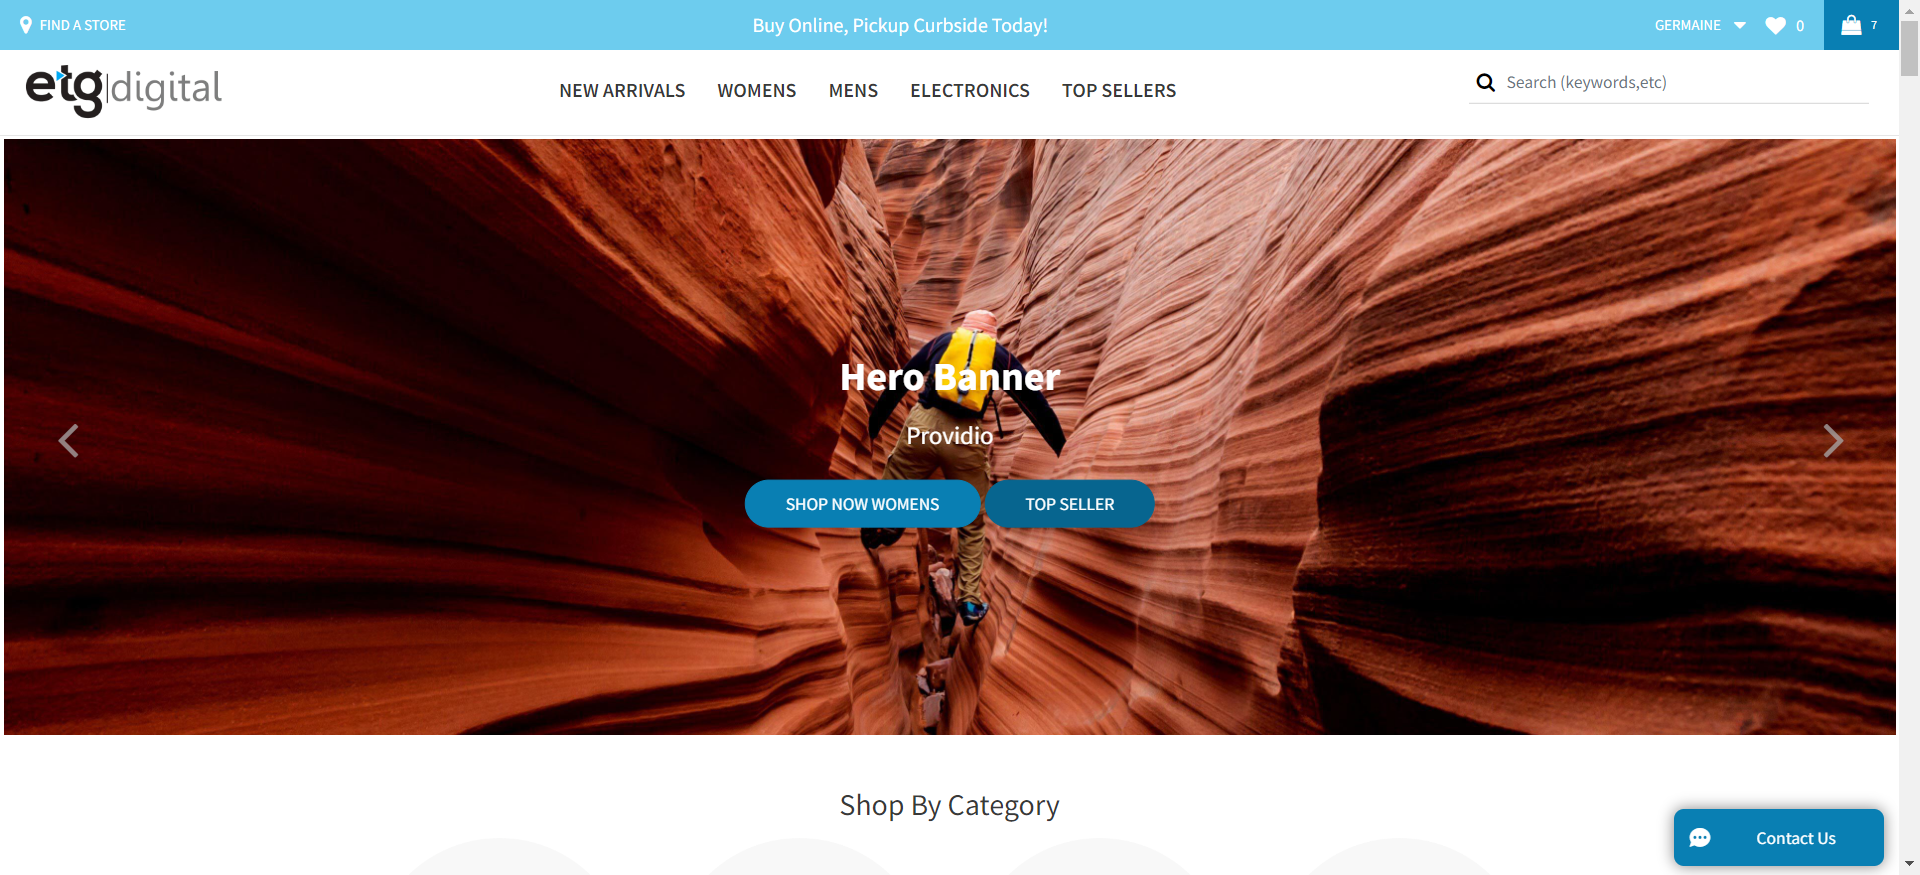 FIND A STORE
Buy Online, Pickup Curbside Today!
GERMAINE
0
7
etg|digital
NEW ARRIVALS
WOMENS
MENS
ELECTRONICS
TOP SELLERS
Search (keywords,etc)
Hero Banner
Providio
SHOP NOW WOMENS
TOP SELLER
Shop By Category
Contact Us